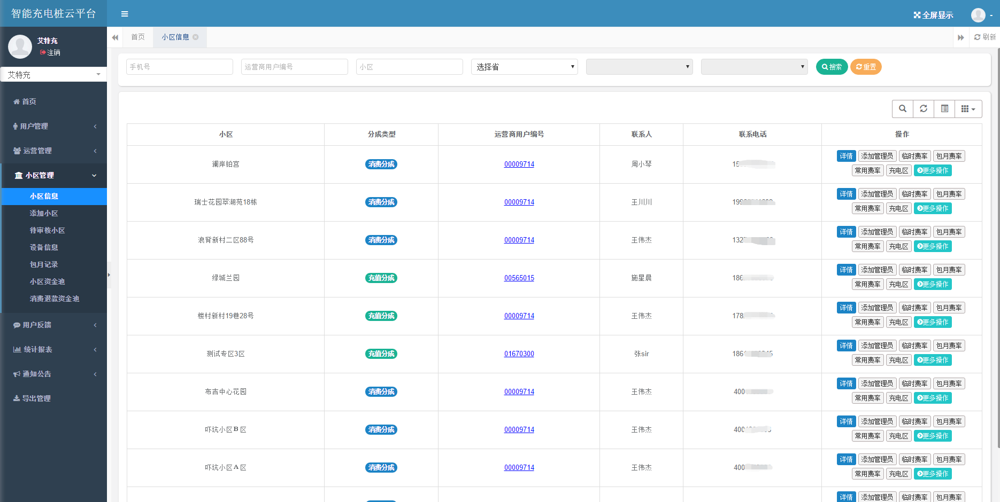 智能充电桩云平台
全屏显示
-
艾特充
注销
艾特充
首页
用户管理
运营管理
小区管理
小区信息
添加小区
待审核小区
设备信息
包月记录
小区资金池
消费退款资金池
用户反馈
统计报表
通知公告
导出管理
首页
小区信息
刷新
手机号
运营商用户编号
小区
选择省
搜索
重置
小区 分成类型 运营商用户编号 联系人 联系电话 操作
澜岸铂宫 消费分成 00009714 周小琴 15
详情 添加管理员 临时费率 包月费率
常用费率 充电区 更多操作
瑞士花园翠湖苑18栋 消费分成 00009714 王川川 199
详情 添加管理员 临时费率 包月费率
常用费率 充电区 更多操作
浪背新村二区88号 消费分成 00009714 王伟杰 132
详情 添加管理员 临时费率 包月费率
常用费率 充电区 更多操作
绿城兰园 充值分成 00565015 施星晨 186
详情 添加管理员 临时费率 包月费率
常用费率 充电区 更多操作
楼村新村19巷28号 充值分成 00009714 王伟杰 178
详情 添加管理员 临时费率 包月费率
常用费率 充电区 更多操作
测试专区3区 充值分成 01670300 张sir 186
详情 添加管理员 临时费率 包月费率
常用费率 充电区 更多操作
布吉中心花园 消费分成 00009714 王伟杰 400
详情 添加管理员 临时费率 包月费率
常用费率 充电区 更多操作
吓坑小区B区 消费分成 00009714 王伟杰 400
详情 添加管理员 临时费率 包月费率
常用费率 充电区 更多操作
吓坑小区A区 消费分成 00009714 王伟杰 400
详情 添加管理员 临时费率 包月费率
常用费率 充电区 更多操作
详情 添加管理员 临时费率 包月费率